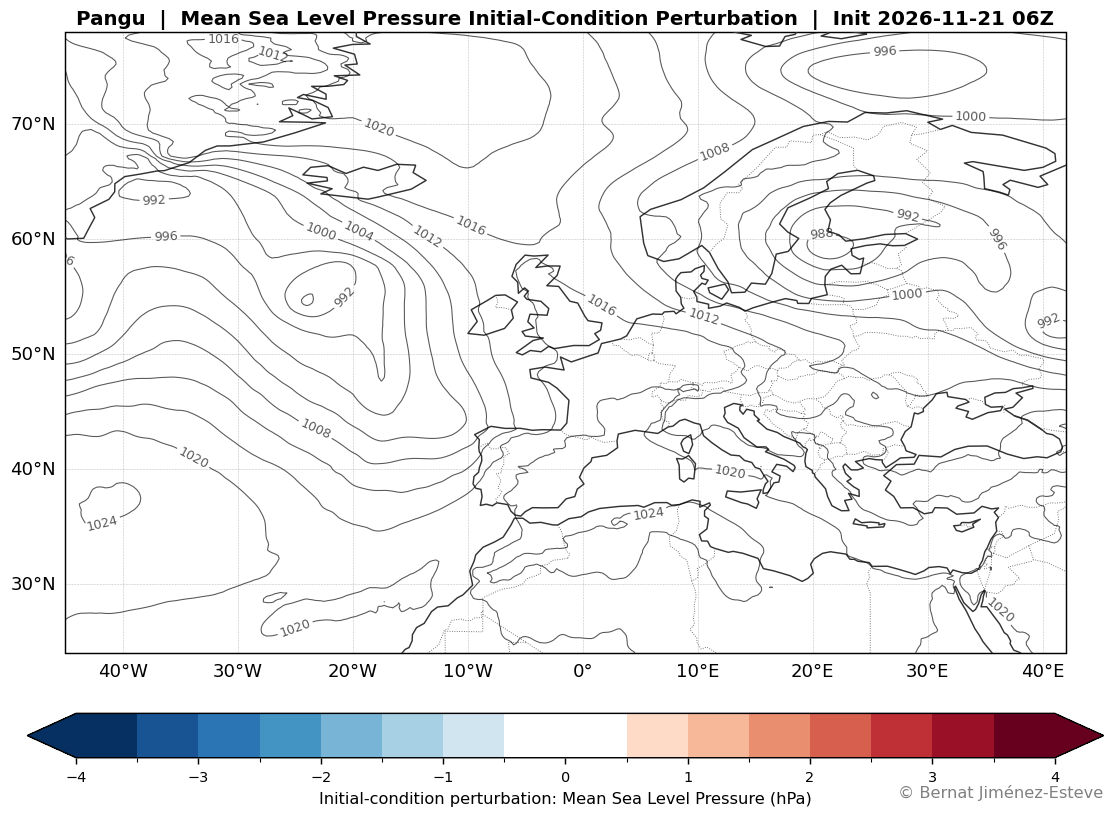 Pangu | Mean Sea Level Pressure Initial-Condition Perturbation | Init 2026-11-21 06Z
1016
1012
996
70°N
1020
1000
1008
992
992
1016
1000
1004
1012
60°N
996
988
996
992
1016
1000
1012
992
50°N
1008
40°N
1020
1020
1024
1024
30°N
1020
1020
40°W 30°W 20°W 10°W 0° 10°E 20°E 30°E 40°E
−4 −3 −2 −1 0 1 2 3 4
Initial-condition perturbation: Mean Sea Level Pressure (hPa)
© Bernat Jiménez-Esteve